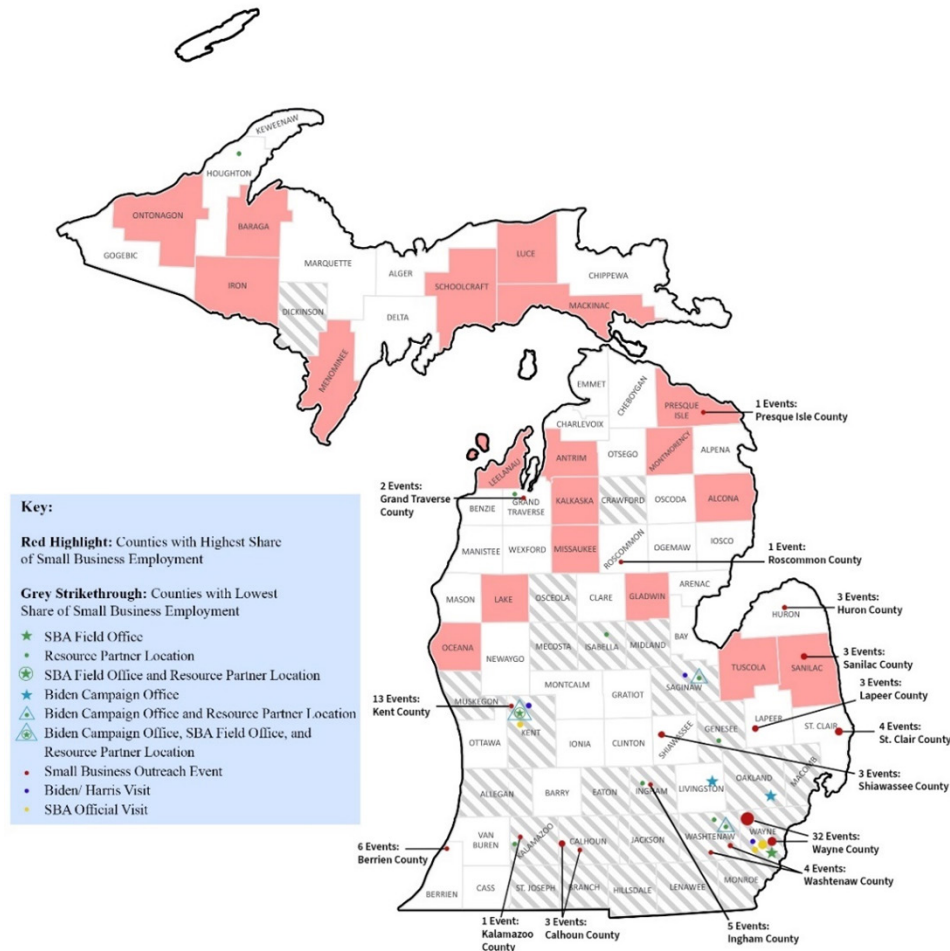 KEWEENAW
HOUGHTON
ONTONAGON
BARAGA
GOGEBIC
MARQUETTE
LUCE
ALGER
CHIPPEWA
IRON
SCHOOLCRAFT
DICKINSON
MACKINAC
DELTA
MENOMINEE
EMMET
CHEBOYGAN
PRESQUE
ISLE
1 Events:
Presque Isle County
CHARLEVOIX
ANTRIM
OTSEGO
MONTMORENCY
ALPENA
LEELANAU
2 Events:
Grand Traverse
County
BENZIE
GRAND
TRAVERSE
KALKASKA
CRAWFORD
OSCODA
ALCONA
MANISTEE
WEXFORD
MISSAUKEE
ROSCOMMON
OGEMAW
IOSCO
1 Event:
Roscommon County
ARENAC
MASON
LAKE
OSCEOLA
CLARE
GLADWIN
HURON
3 Events:
Huron County
OCEANA
NEWAYGO
MECOSTA
ISABELLA
MIDLAND
BAY
TUSCOLA
SANILAC
3 Events:
Sanilac County
MUSKEGON
MONTCALM
GRATIOT
SAGINAW
3 Events:
Lapeer County
13 Events:
Kent County
KENT
GENESEE
LAPEER
ST. CLAIR
4 Events:
St. Clair County
OTTAWA
IONIA
CLINTON
SHIAWASSEE
MACOMB
3 Events:
Shiawassee County
ALLEGAN
BARRY
EATON
INGHAM
LIVINGSTON
OAKLAND
6 Events:
Berrien County
VAN
BUREN
KALAMAZOO
CALHOUN
JACKSON
WASHTENAW
WAYNE
32 Events:
Wayne County
4 Events:
Washtenaw County
BERRIEN
CASS
ST. JOSEPH
BRANCH
HILLSDALE
LENAWEE
MONROE
1 Event:
Kalamazoo
County
3 Events:
Calhoun County
5 Events:
Ingham County
Key:
Red Highlight: Counties with Highest Share
of Small Business Employment
Grey Strikethrough: Counties with Lowest
Share of Small Business Employment
SBA Field Office
Resource Partner Location
SBA Field Office and Resource Partner Location
Biden Campaign Office
Biden Campaign Office and Resource Partner Location
Biden Campaign Office, SBA Field Office, and
Resource Partner Location
Small Business Outreach Event
Biden/ Harris Visit
SBA Official Visit